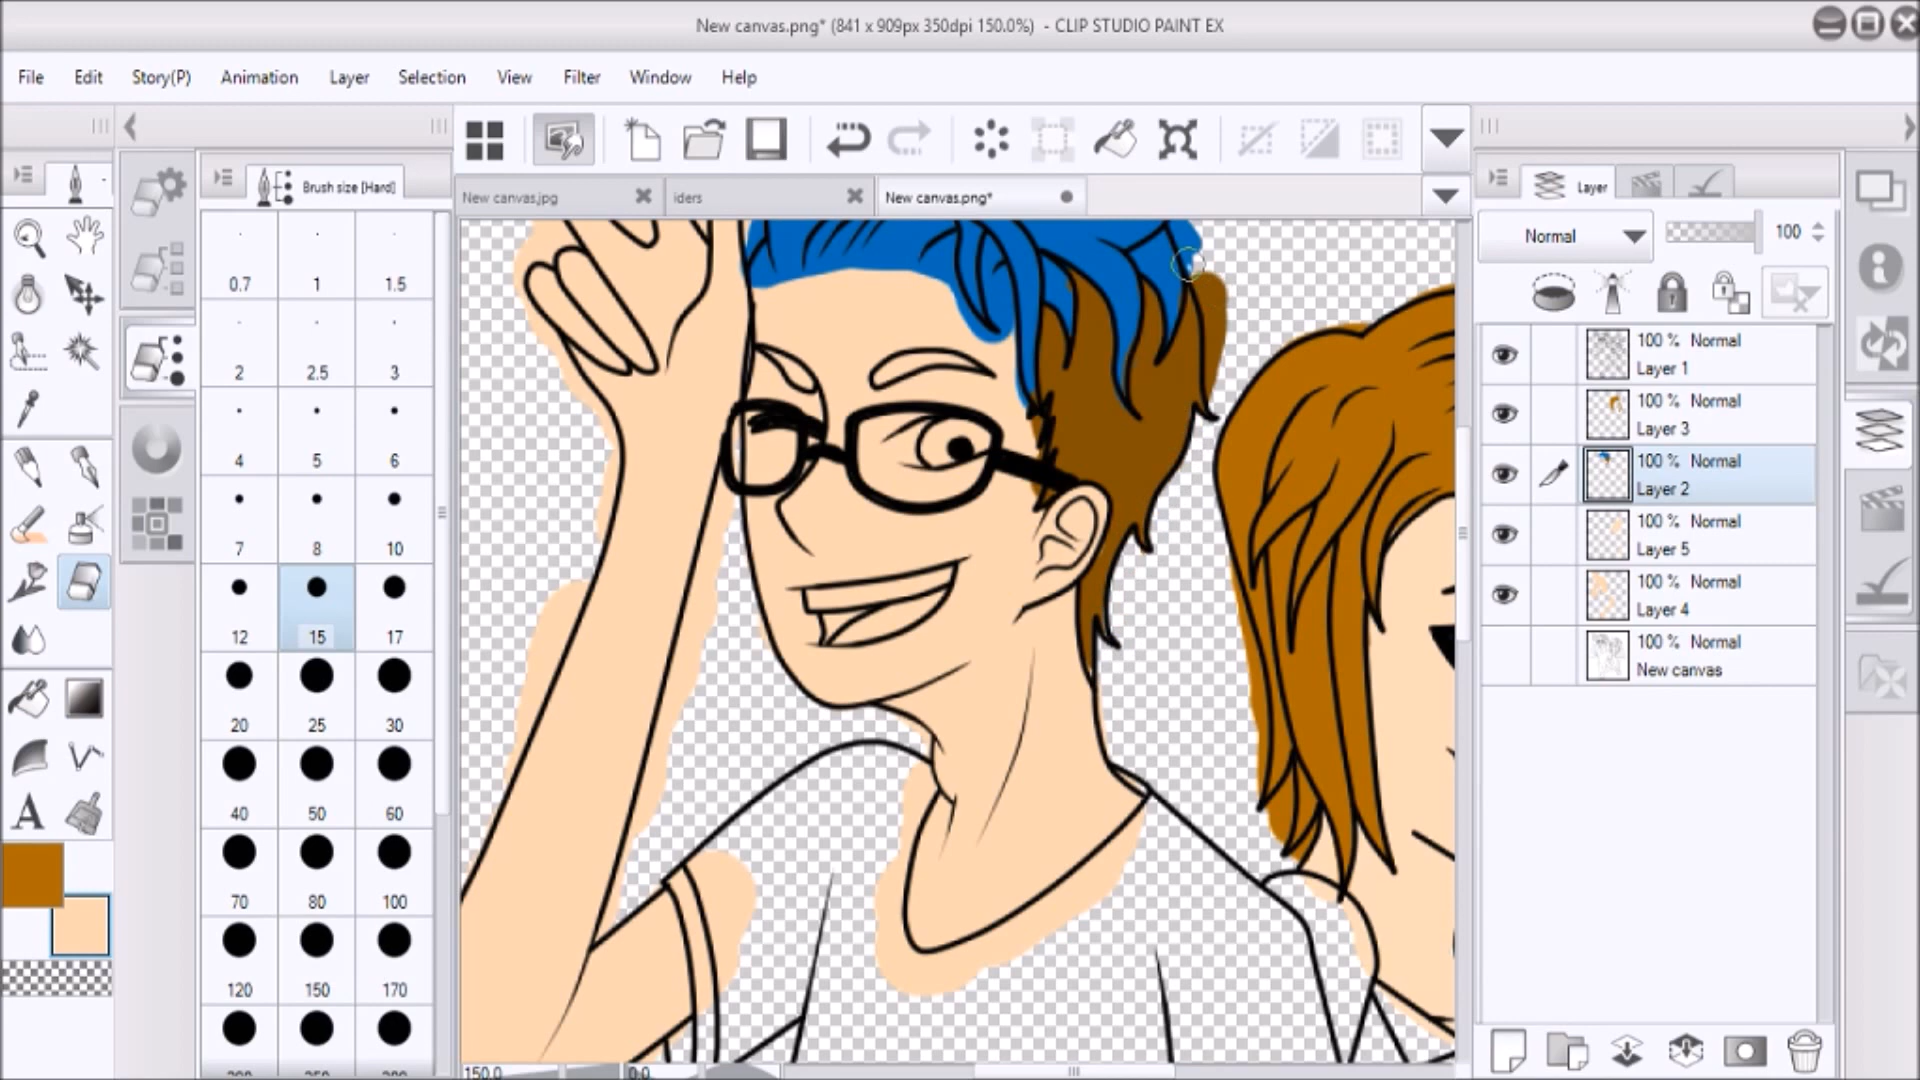 New canvas.png* (841 x 909px 350dpi 150.0%) - CLIP STUDIO PAINT EX
File Edit Story(P) Animation Layer Selection View Filter Window Help
Brush size [Hard]
New canvas.jpg iders New canvas.png*
Layer
Normal 100
0.7 1 1.5
2 2.5 3
4 5 6
7 8 10
12 15 17
20 25 30
40 50 60
70 80 100
120 150 170
100 % Normal
Layer 1
100 % Normal
Layer 3
100 % Normal
Layer 2
100 % Normal
Layer 5
100 % Normal
Layer 4
100 % Normal
New canvas
A
150.0 0.0